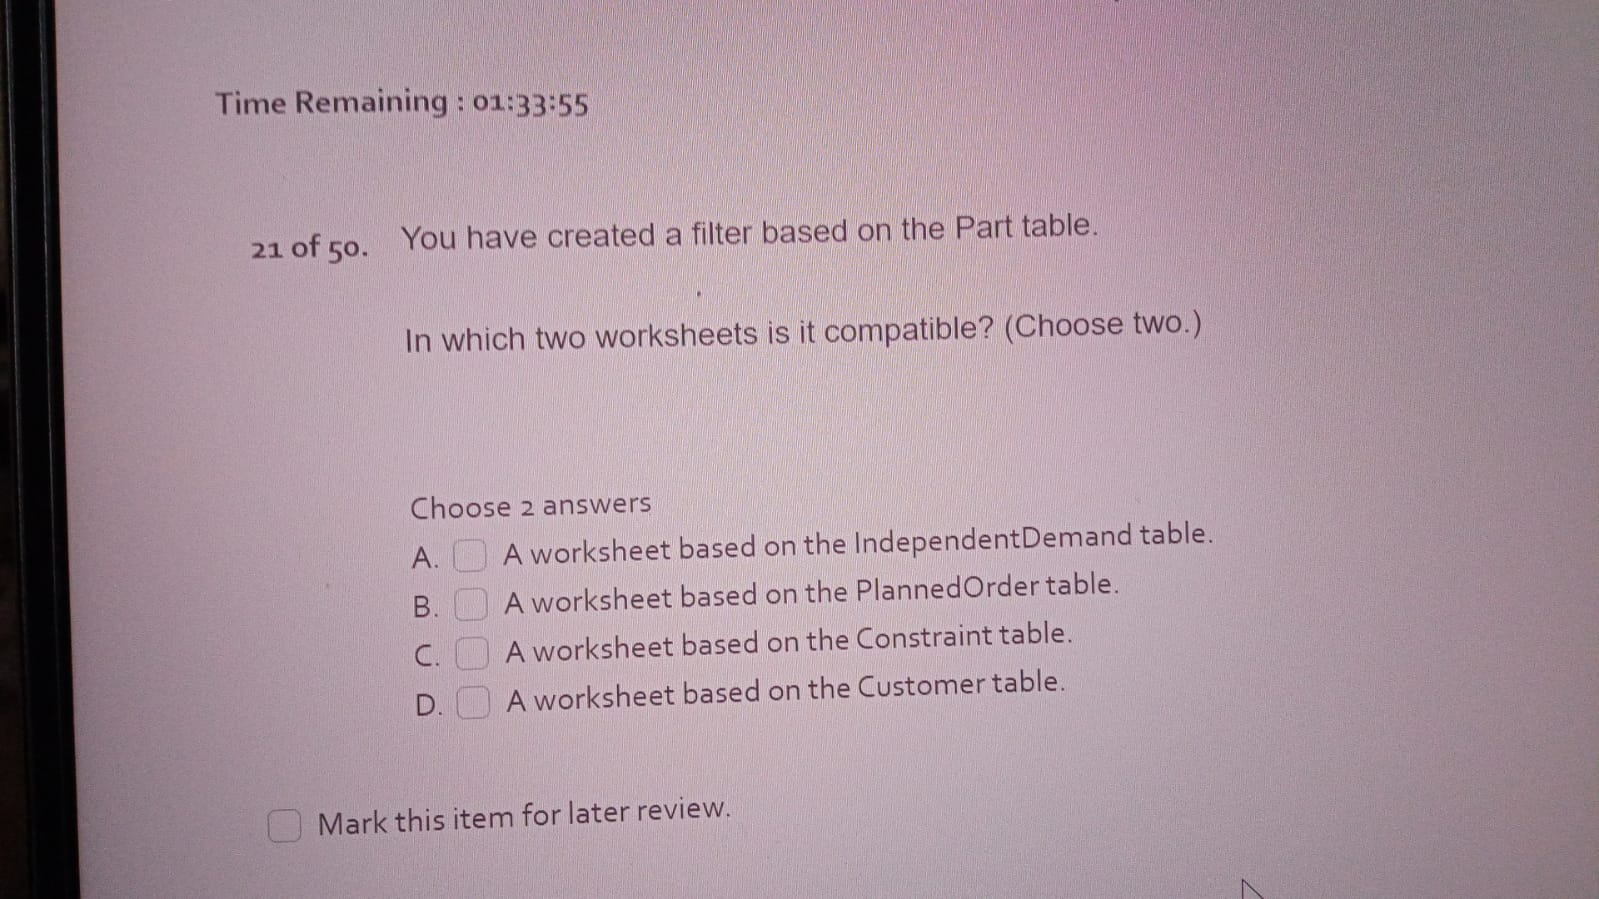 Time Remaining : 01:33:55
21 of 50. You have created a filter based on the Part table.
In which two worksheets is it compatible? (Choose two.)
Choose 2 answers
A. A worksheet based on the IndependentDemand table.
B. A worksheet based on the PlannedOrder table.
C. A worksheet based on the Constraint table.
D. A worksheet based on the Customer table.
Mark this item for later review.